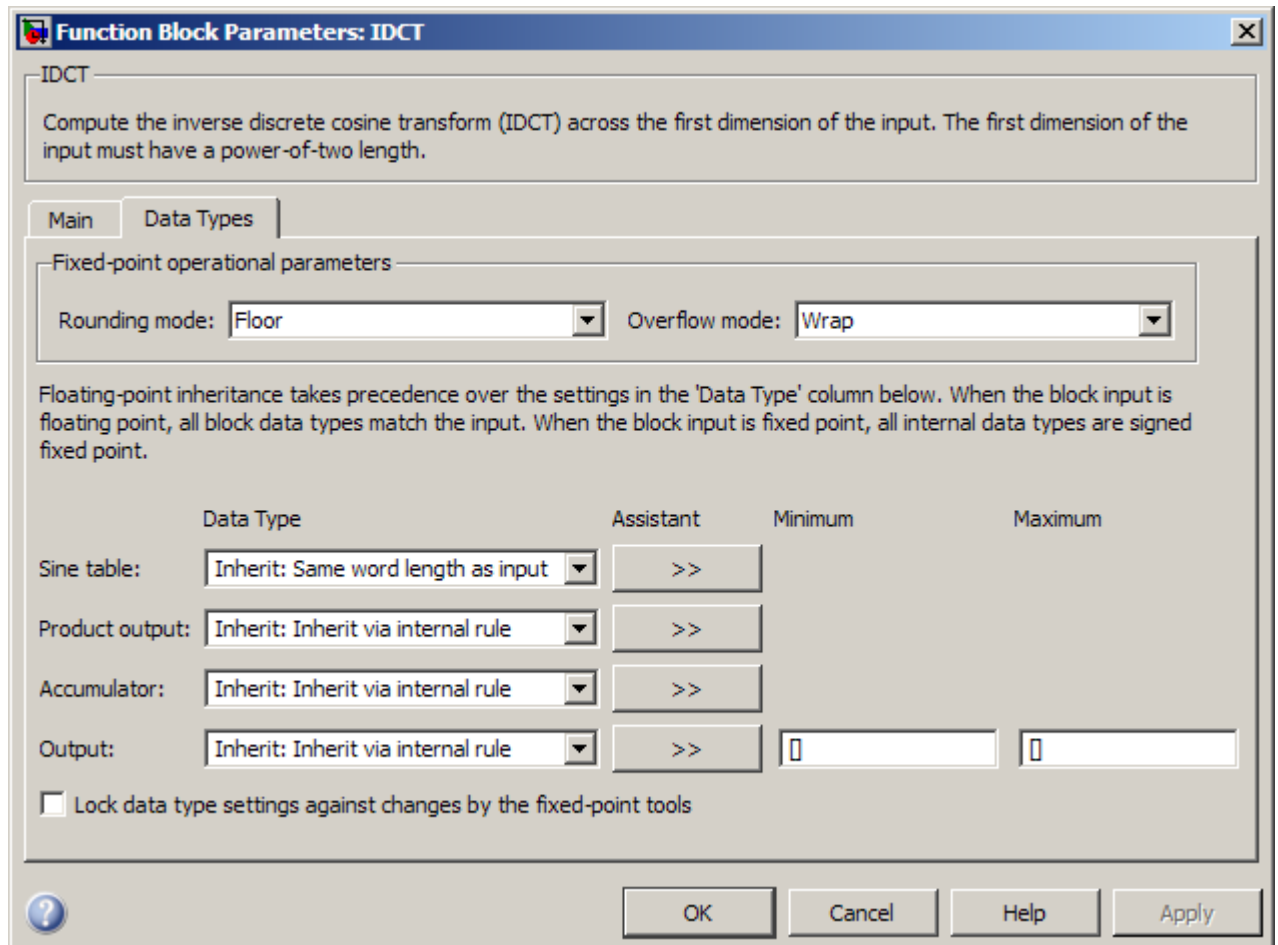 Function Block Parameters: IDCT
IDCT
Compute the inverse discrete cosine transform (IDCT) across the first dimension of the input. The first dimension of the
input must have a power-of-two length.
Main Data Types
Fixed-point operational parameters
Rounding mode: Floor Overflow mode: Wrap
Floating-point inheritance takes precedence over the settings in the 'Data Type' column below. When the block input is
floating point, all block data types match the input. When the block input is fixed point, all internal data types are signed
fixed point.
Data Type Assistant Minimum Maximum
Sine table: Inherit: Same word length as input >>
Product output: Inherit: Inherit via internal rule >>
Accumulator: Inherit: Inherit via internal rule >>
Output: Inherit: Inherit via internal rule >> [] []
Lock data type settings against changes by the fixed-point tools
? OK Cancel Help Apply